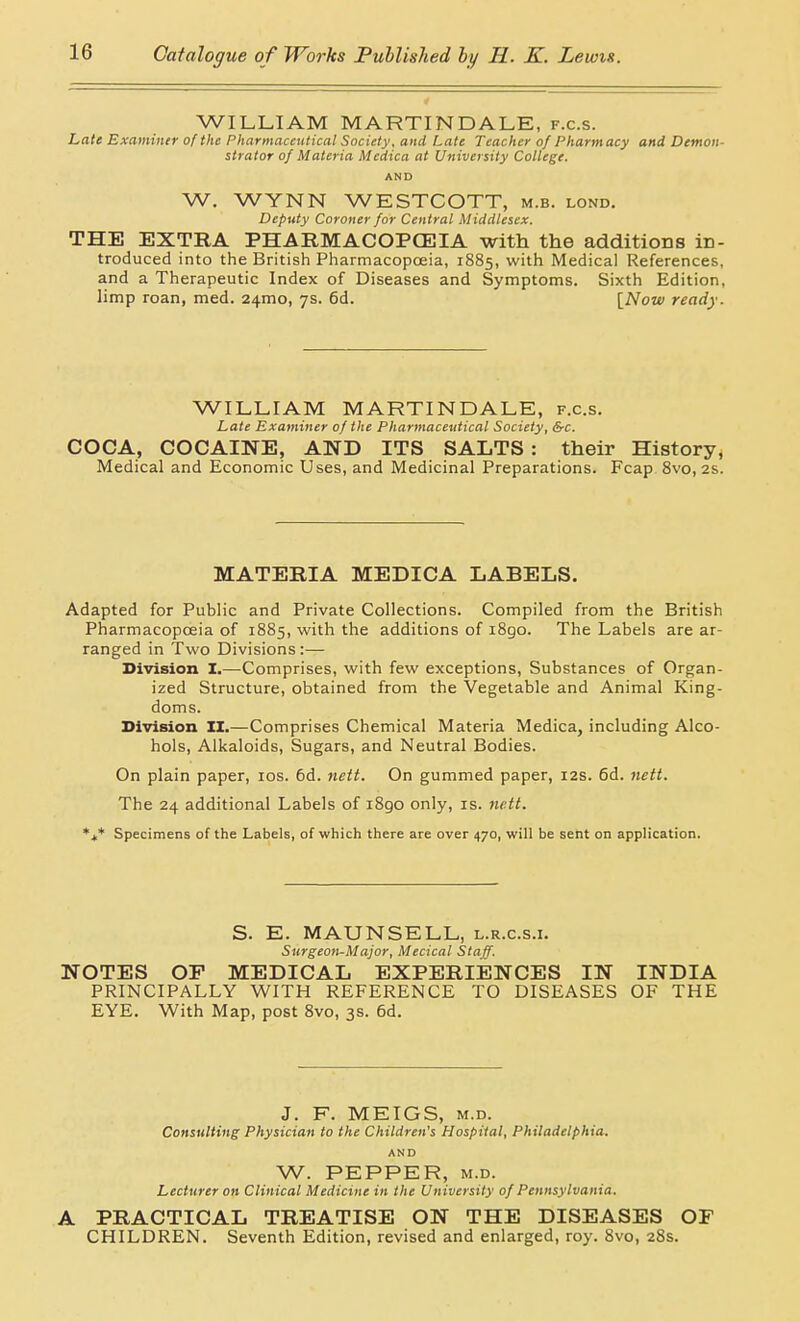 16 Catalogue of Works Published by H. K. Lewis.
WILLIAM MARTINDALE, F.C.S.
Late Examiner of the Pharmaceutical Society, and Late Teacher of Pharmacy and Demon-
strator of Materia Medica at University College.
AND
W. WYNN WESTCOTT, M.B. LOND.
Deputy Coroner for Central Middlesex.
THE EXTRA PHARMACOPŒIA with the additions in-
troduced into the British Pharmacopœia, 1885, with Medical References,
and a Therapeutic Index of Diseases and Symptoms. Sixth Edition,
limp roan, med. 24mo, 7s. 6d. [Now ready.
WILLIAM MARTINDALE, F.C.S.
Late Examiner of the Pharmaceutical Society, &c.
COCA, COCAINE, AND ITS SALTS: their History,
Medical and Economic Uses, and Medicinal Preparations. Fcap 8vo, 2s.
MATERIA MEDICA LABELS.
Adapted for Public and Private Collections. Compiled from the British
Pharmacopœia of 1885, with the additions of 1890. The Labels are ar-
ranged in Two Divisions:—
Division I.—Comprises, with few exceptions, Substances of Organ-
ized Structure, obtained from the Vegetable and Animal King-
doms.
Division II.—Comprises Chemical Materia Medica, including Alco-
hols, Alkaloids, Sugars, and Neutral Bodies.
On plain paper, 10s. 6d. nett. On gummed paper, 12s. 6d. nett.
The 24 additional Labels of 1890 only, 1s. nett.
*** Specimens of the Labels, of which there are over 470, will be sent on application.
S. E. MAUNSELL, L.R.C.S.I.
Surgeon-Major, Mecical Staff.
NOTES OF MEDICAL EXPERIENCES IN INDIA
PRINCIPALLY WITH REFERENCE TO DISEASES OF THE
EYE. With Map, post 8vo, 3s. 6d.
J. F. MEIGS, M.D.
Consulting Physician to the Children's Hospital, Philadelphia.
AND
W. PEPPER, M.D.
Lecturer on Clinical Medicine in the University of Pennsylvania.
A PRACTICAL TREATISE ON THE DISEASES OF
CHILDREN. Seventh Edition, revised and enlarged, roy. 8vo, 28s.